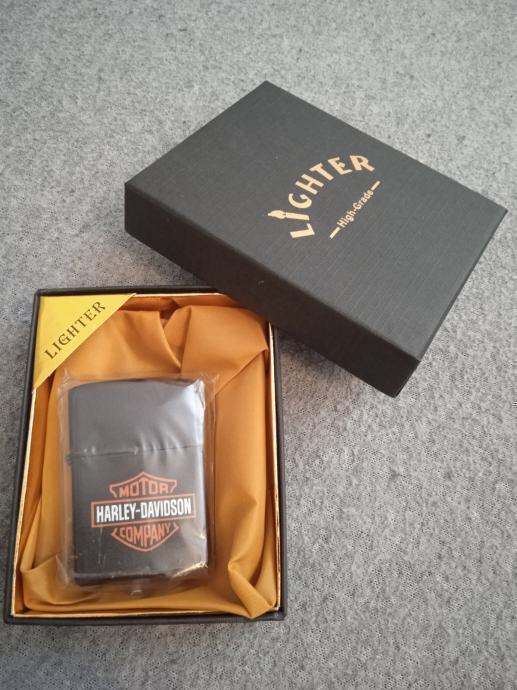 LIGHTER
High-Grade
LIGHTER
MOTOR
HARLEY-DAVIDSON
COMPANY